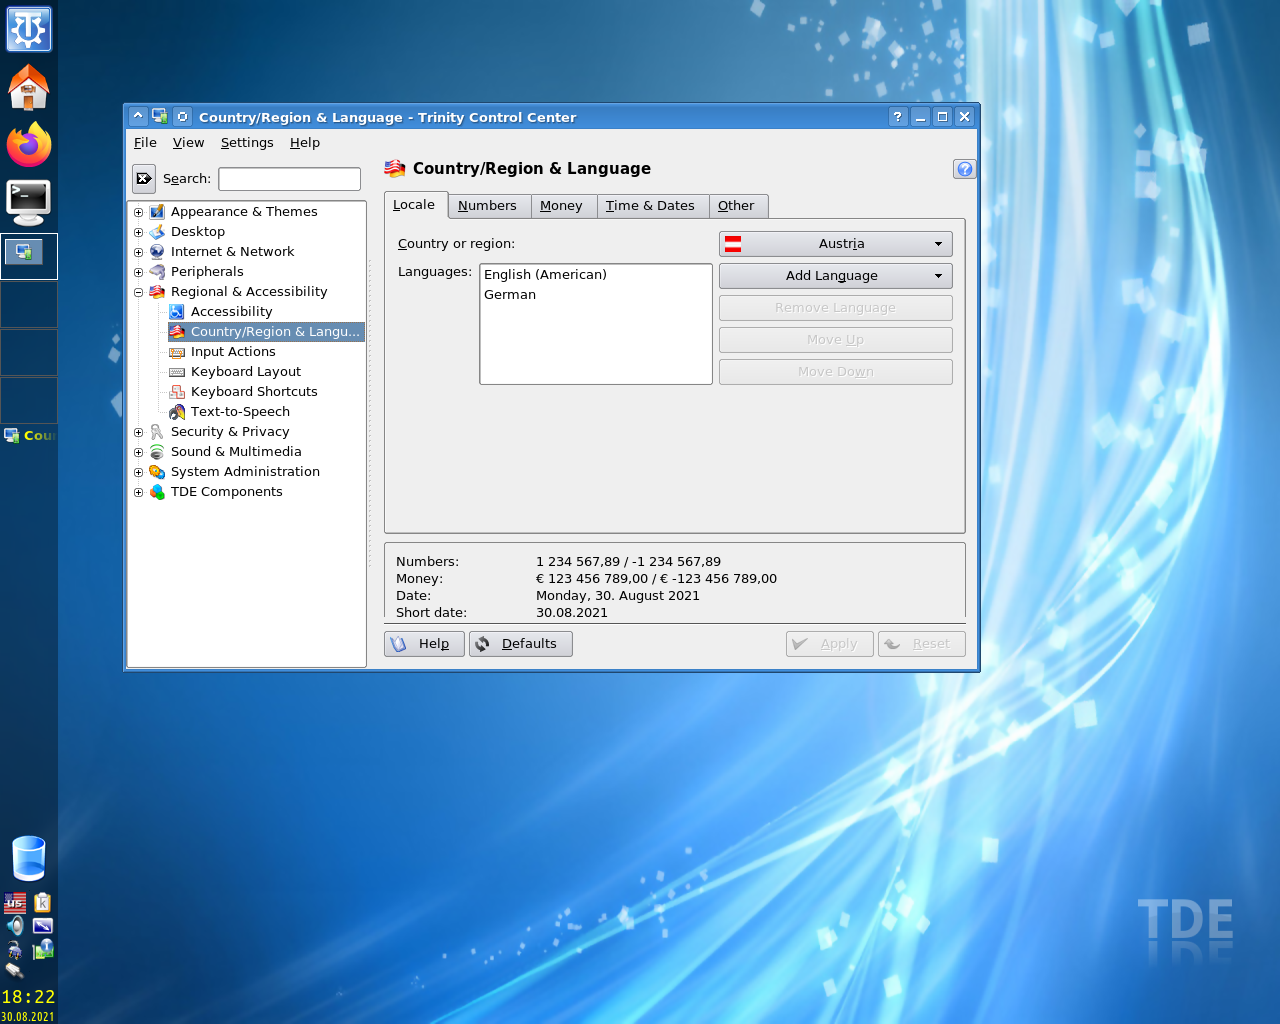 Country/Region & Language - Trinity Control Center
File View Settings Help
Search:
Appearance & Themes
Desktop
Internet & Network
Peripherals
Regional & Accessibility
Accessibility
Country/Region & Langu...
Input Actions
Keyboard Layout
Keyboard Shortcuts
Text-to-Speech
Security & Privacy
Sound & Multimedia
System Administration
TDE Components
Country/Region & Language
Locale Numbers Money Time & Dates Other
Country or region: Austria
Languages: English (American) Add Language
German
Remove Language
Move Up
Move Down
Numbers: 1 234 567,89 / -1 234 567,89
Money: € 123 456 789,00 / € -123 456 789,00
Date: Monday, 30. August 2021
Short date: 30.08.2021
Help Defaults Apply Reset
Cou
us
18:22
30.08.2021
TDE